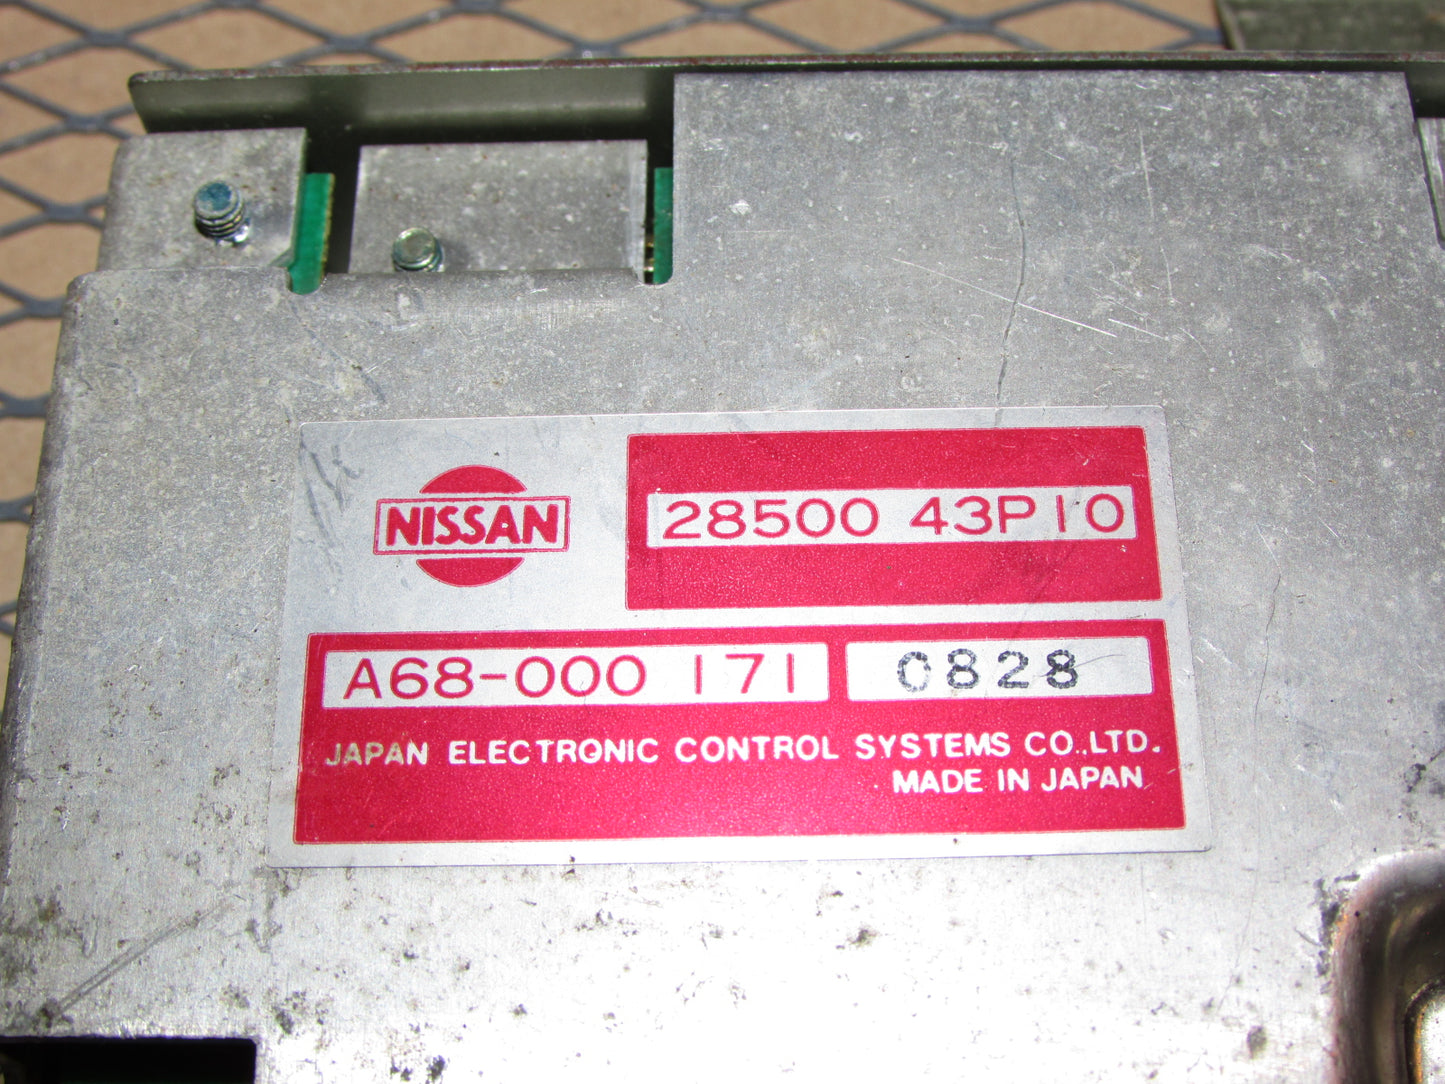 NISSAN
28500 43P10
A68-000 171 0828
JAPAN ELECTRONIC CONTROL SYSTEMS CO.,LTD.
MADE IN JAPAN